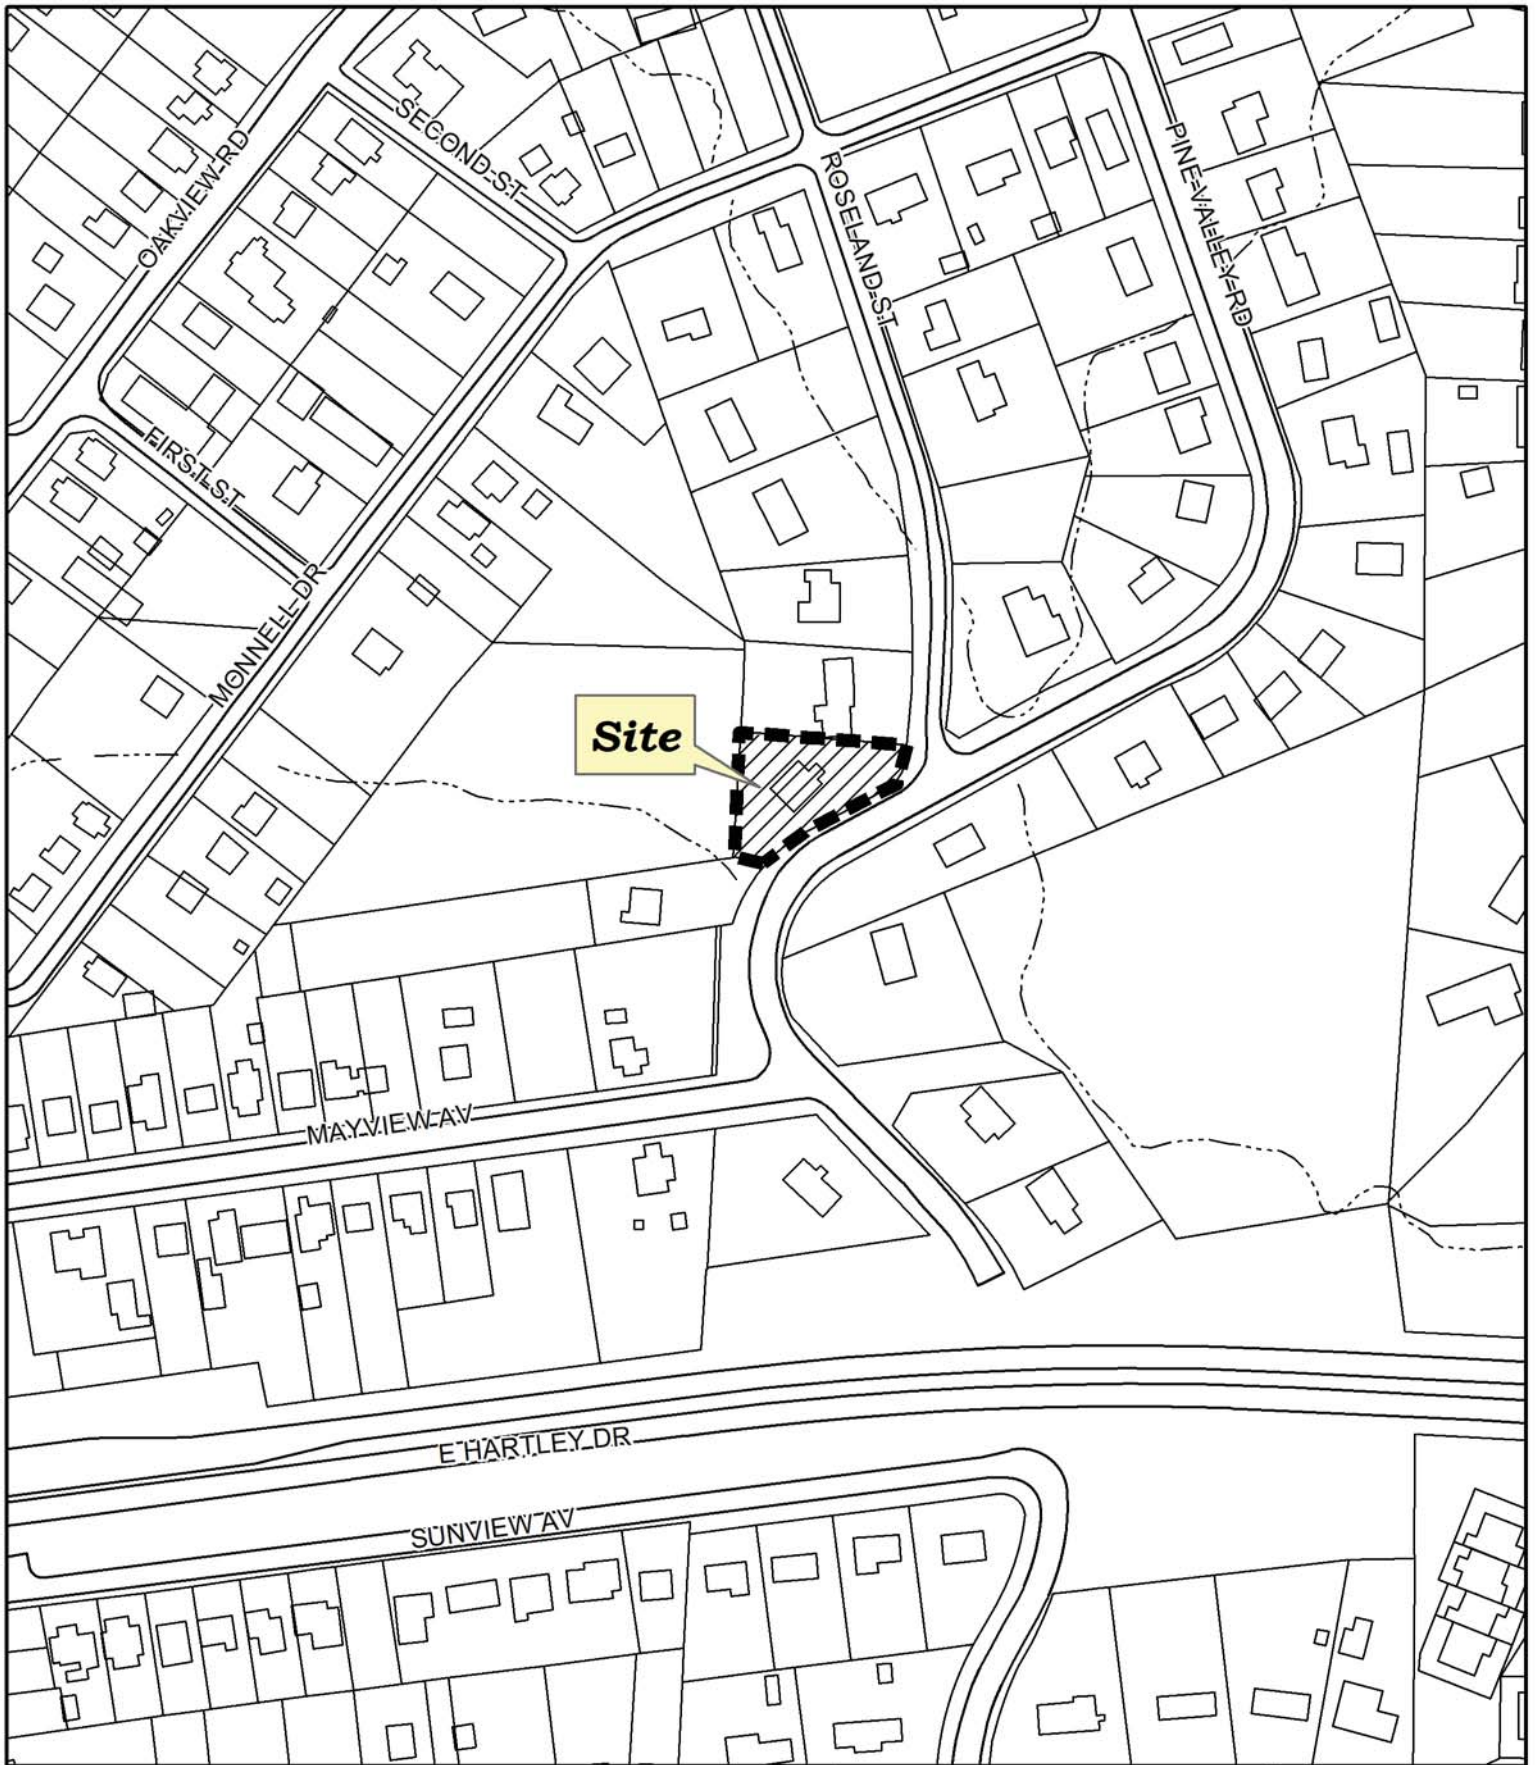 SECOND ST
OAKVIEW RD
ROSELAND ST
PINE VALLEY RD
FIRST ST
MONNELL DR
Site
MAYVIEW AV
E HARTLEY DR
SUNVIEW AV